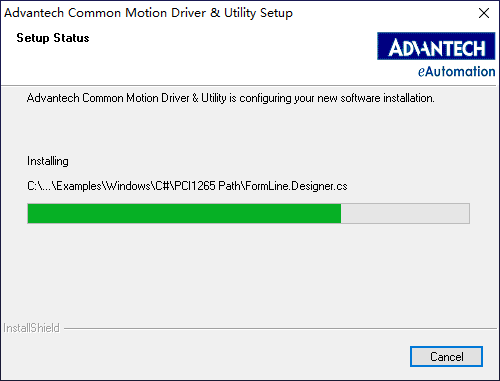 Advantech Common Motion Driver & Utility Setup
Setup Status
ADVANTECH
eAutomation
Advantech Common Motion Driver & Utility is configuring your new software installation.
Installing
C:\...\Examples\Windows\C#\PCI1265 Path\FormLine.Designer.cs
InstallShield
Cancel